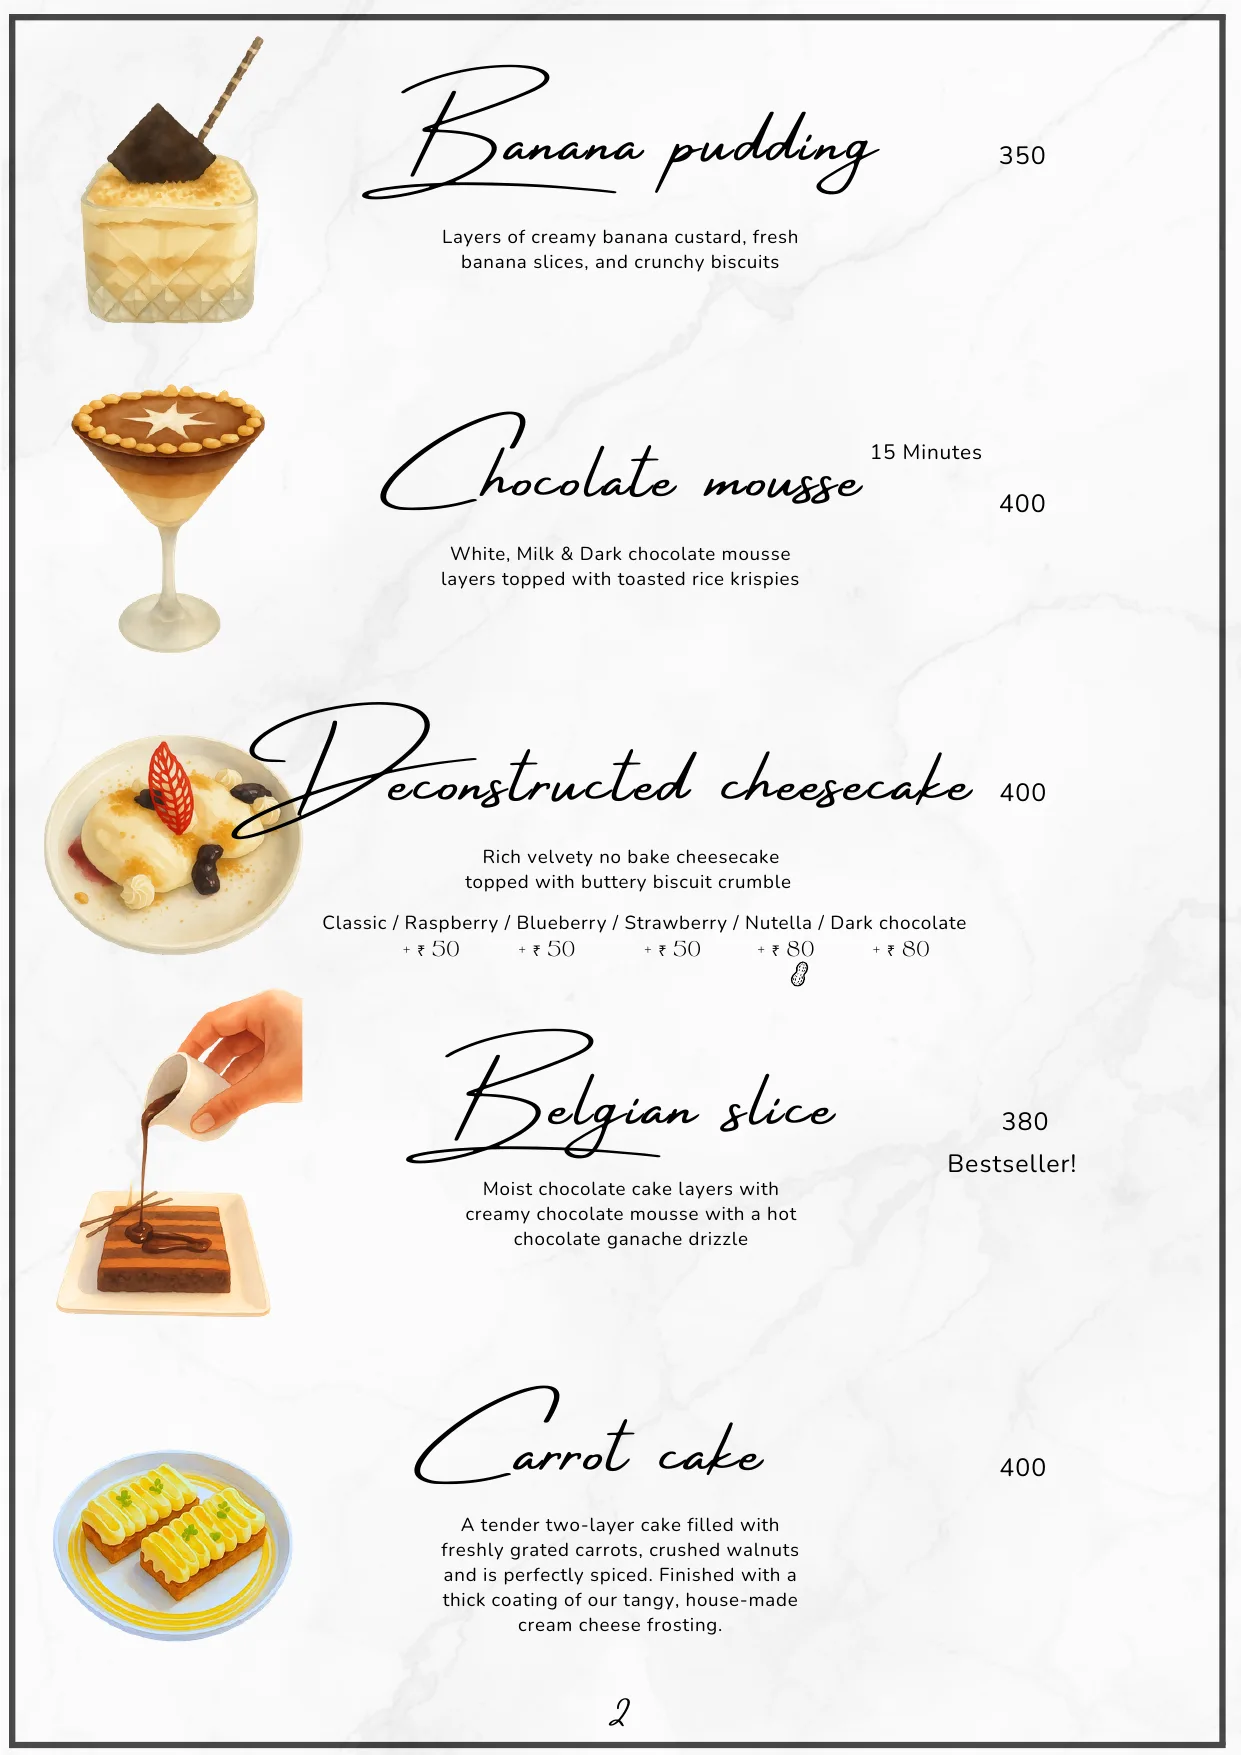 Banana pudding
350
Layers of creamy banana custard, fresh
banana slices, and crunchy biscuits
Chocolate mousse
15 Minutes
400
White, Milk & Dark chocolate mousse
layers topped with toasted rice krispies
Deconstructed cheesecake 400
Rich velvety no bake cheesecake
topped with buttery biscuit crumble
Classic / Raspberry / Blueberry / Strawberry / Nutella / Dark chocolate
+ ₹ 50 + ₹ 50 + ₹ 50 + ₹ 80 + ₹ 80
Belgian slice
380
Bestseller!
Moist chocolate cake layers with
creamy chocolate mousse with a hot
chocolate ganache drizzle
Carrot cake
400
A tender two-layer cake filled with
freshly grated carrots, crushed walnuts
and is perfectly spiced. Finished with a
thick coating of our tangy, house-made
cream cheese frosting.
2